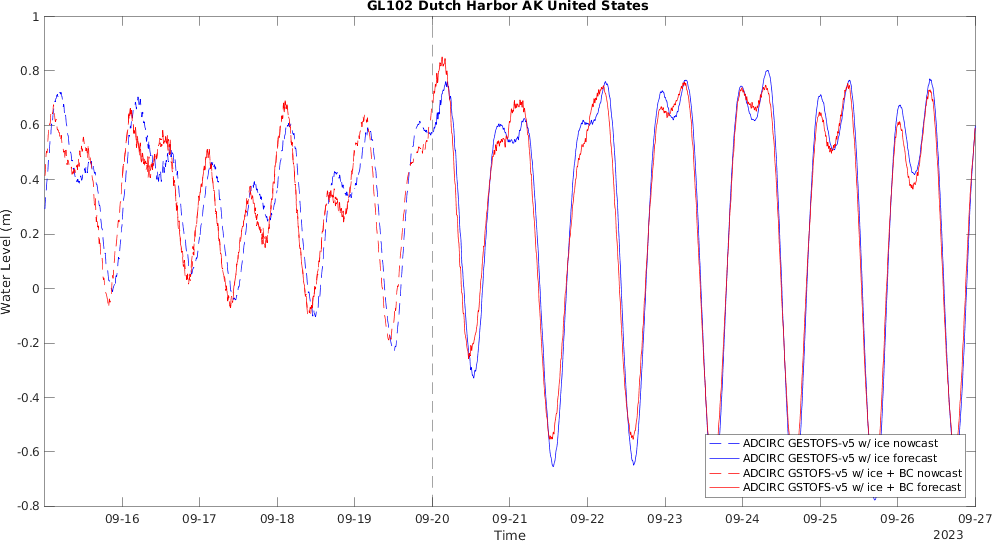 GL102 Dutch Harbor AK United States
1
0.8
0.6
0.4
0.2
0
-0.2
-0.4
-0.6
-0.8
Water Level (m)
ADCIRC GESTOFS-v5 w/ ice nowcast
ADCIRC GESTOFS-v5 w/ ice forecast
ADCIRC GSTOFS-v5 w/ ice + BC nowcast
ADCIRC GSTOFS-v5 w/ ice + BC forecast
09-16 09-17 09-18 09-19 09-20 09-21 09-22 09-23 09-24 09-25 09-26 09-27
Time
2023